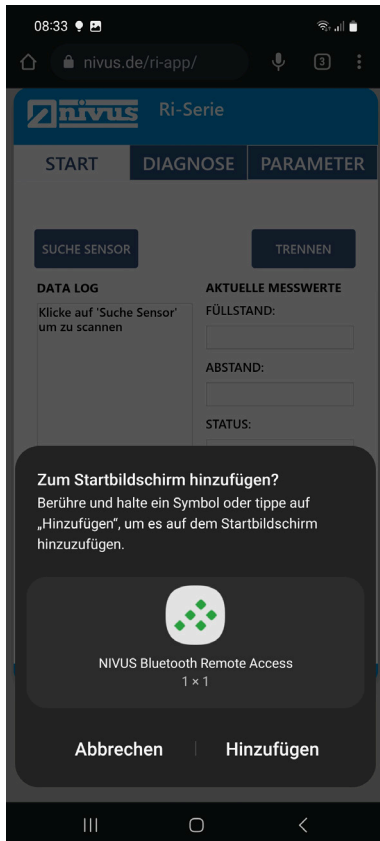 08:33
nivus.de/ri-app/
3
nivus
Ri-Serie
START
DIAGNOSE
PARAMETER
SUCHE SENSOR
TRENNEN
DATA LOG
AKTUELLE MESSWERTE
Klicke auf 'Suche Sensor'
um zu scannen
FÜLLSTAND:
ABSTAND:
STATUS:
Zum Startbildschirm hinzufügen?
Berühre und halte ein Symbol oder tippe auf
„Hinzufügen“, um es auf dem Startbildschirm
hinzuzufügen.
NIVUS Bluetooth Remote Access
1 × 1
Abbrechen
Hinzufügen